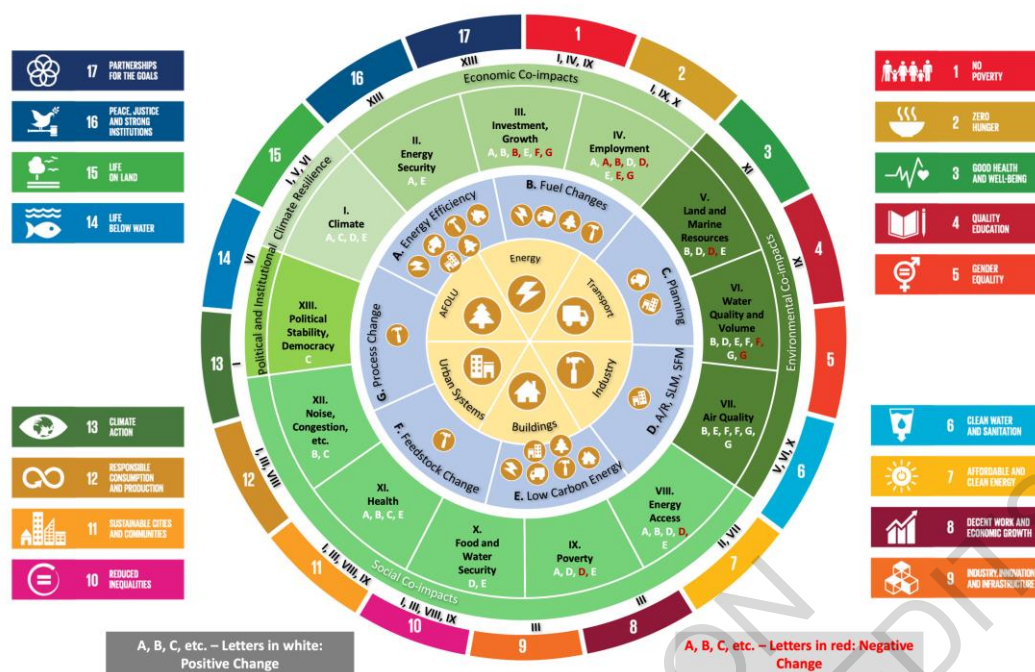 17 PARTNERSHIPS
FOR THE GOALS
16 PEACE, JUSTICE
AND STRONG
INSTITUTIONS
15 LIFE
ON LAND
14 LIFE
BELOW WATER
13 CLIMATE
ACTION
12 RESPONSIBLE
CONSUMPTION
AND PRODUCTION
11 SUSTAINABLE CITIES
AND COMMUNITIES
10 REDUCED
INEQUALITIES
17
1
2
3
4
5
6
7
8
9
10
11
12
13
14
15
16
XIII
I, IV, IX
I, IX, X
XI
XI
V, VI, X
II, VII
III
III
I, III, VIII, IX
I, III, VIII, IX
I, III, VIII
I
VI
I, V, VI
XIII
Economic Co-impacts
Environmental Co-impacts
Social Co-impacts
Political and Institutional
Climate Resilience
I.
Climate
A, C, D, E
II.
Energy
Security
A, E
III.
Investment,
Growth
A, B, B, E, F, G
IV.
Employment
A, A, B, D, D,
E, E, G
V.
Land and
Marine
Resources
B, D, D, E
VI.
Water
Quality and
Volume
B, D, E, F, F,
G, G
VII.
Air Quality
B, E, F, F, G,
G
VIII.
Energy
Access
A, B, D, D,
E
IX.
Poverty
A, D, D, E
X.
Food and
Water
Security
D, E
XI.
Health
A, B, C, E
XII.
Noise,
Congestion,
etc.
B, C
XIII.
Political
Stability,
Democracy
C
A. Energy Efficiency
B. Fuel Changes
C. Planning
D. A/R, SLM, SFM
E. Low Carbon Energy
F. Feedstock Change
G. Process Change
Energy
Transport
Industry
Buildings
Urban Systems
AFOLU
1 NO
POVERTY
2 ZERO
HUNGER
3 GOOD HEALTH
AND WELL-BEING
4 QUALITY
EDUCATION
5 GENDER
EQUALITY
6 CLEAN WATER
AND SANITATION
7 AFFORDABLE AND
CLEAN ENERGY
8 DECENT WORK AND
ECONOMIC GROWTH
9 INDUSTRY, INNOVATION
AND INFRASTRUCTURE
A, B, C, etc. – Letters in white:
Positive Change
A, B, C, etc. – Letters in red: Negative
Change